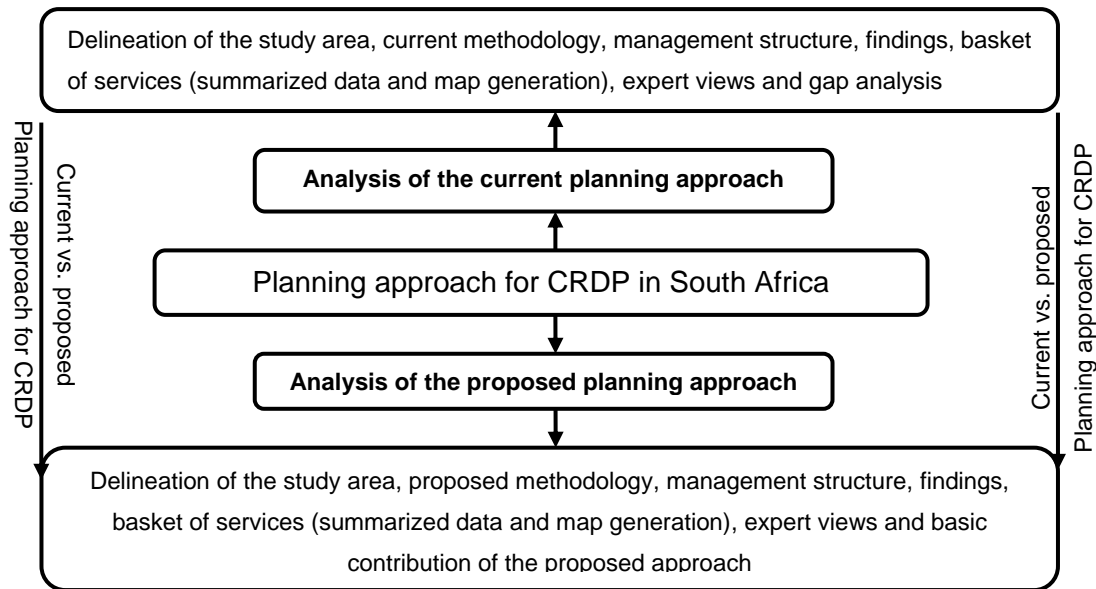 Delineation of the study area, current methodology, management structure, findings, basket
of services (summarized data and map generation), expert views and gap analysis
Current vs. proposed
Planning approach for CRDP
Analysis of the current planning approach
Planning approach for CRDP in South Africa
Analysis of the proposed planning approach
Current vs. proposed
Planning approach for CRDP
Delineation of the study area, proposed methodology, management structure, findings,
basket of services (summarized data and map generation), expert views and basic
contribution of the proposed approach